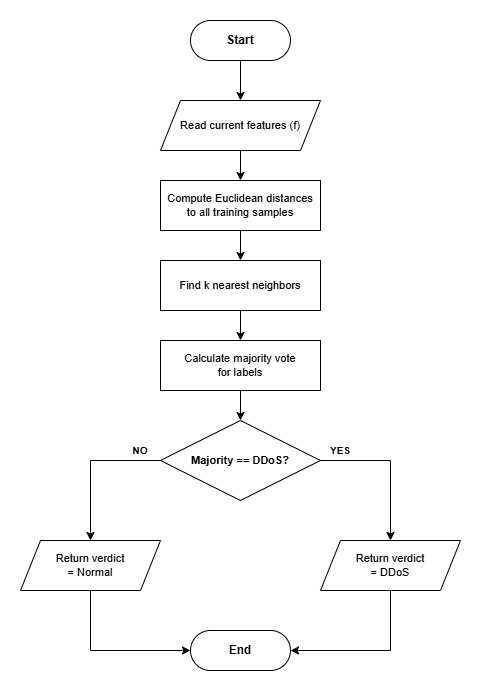 Start
Read current features (f)
Compute Euclidean distances
to all training samples
Find k nearest neighbors
Calculate majority vote
for labels
Majority == DDoS?
NO
YES
Return verdict
= Normal
Return verdict
= DDoS
End